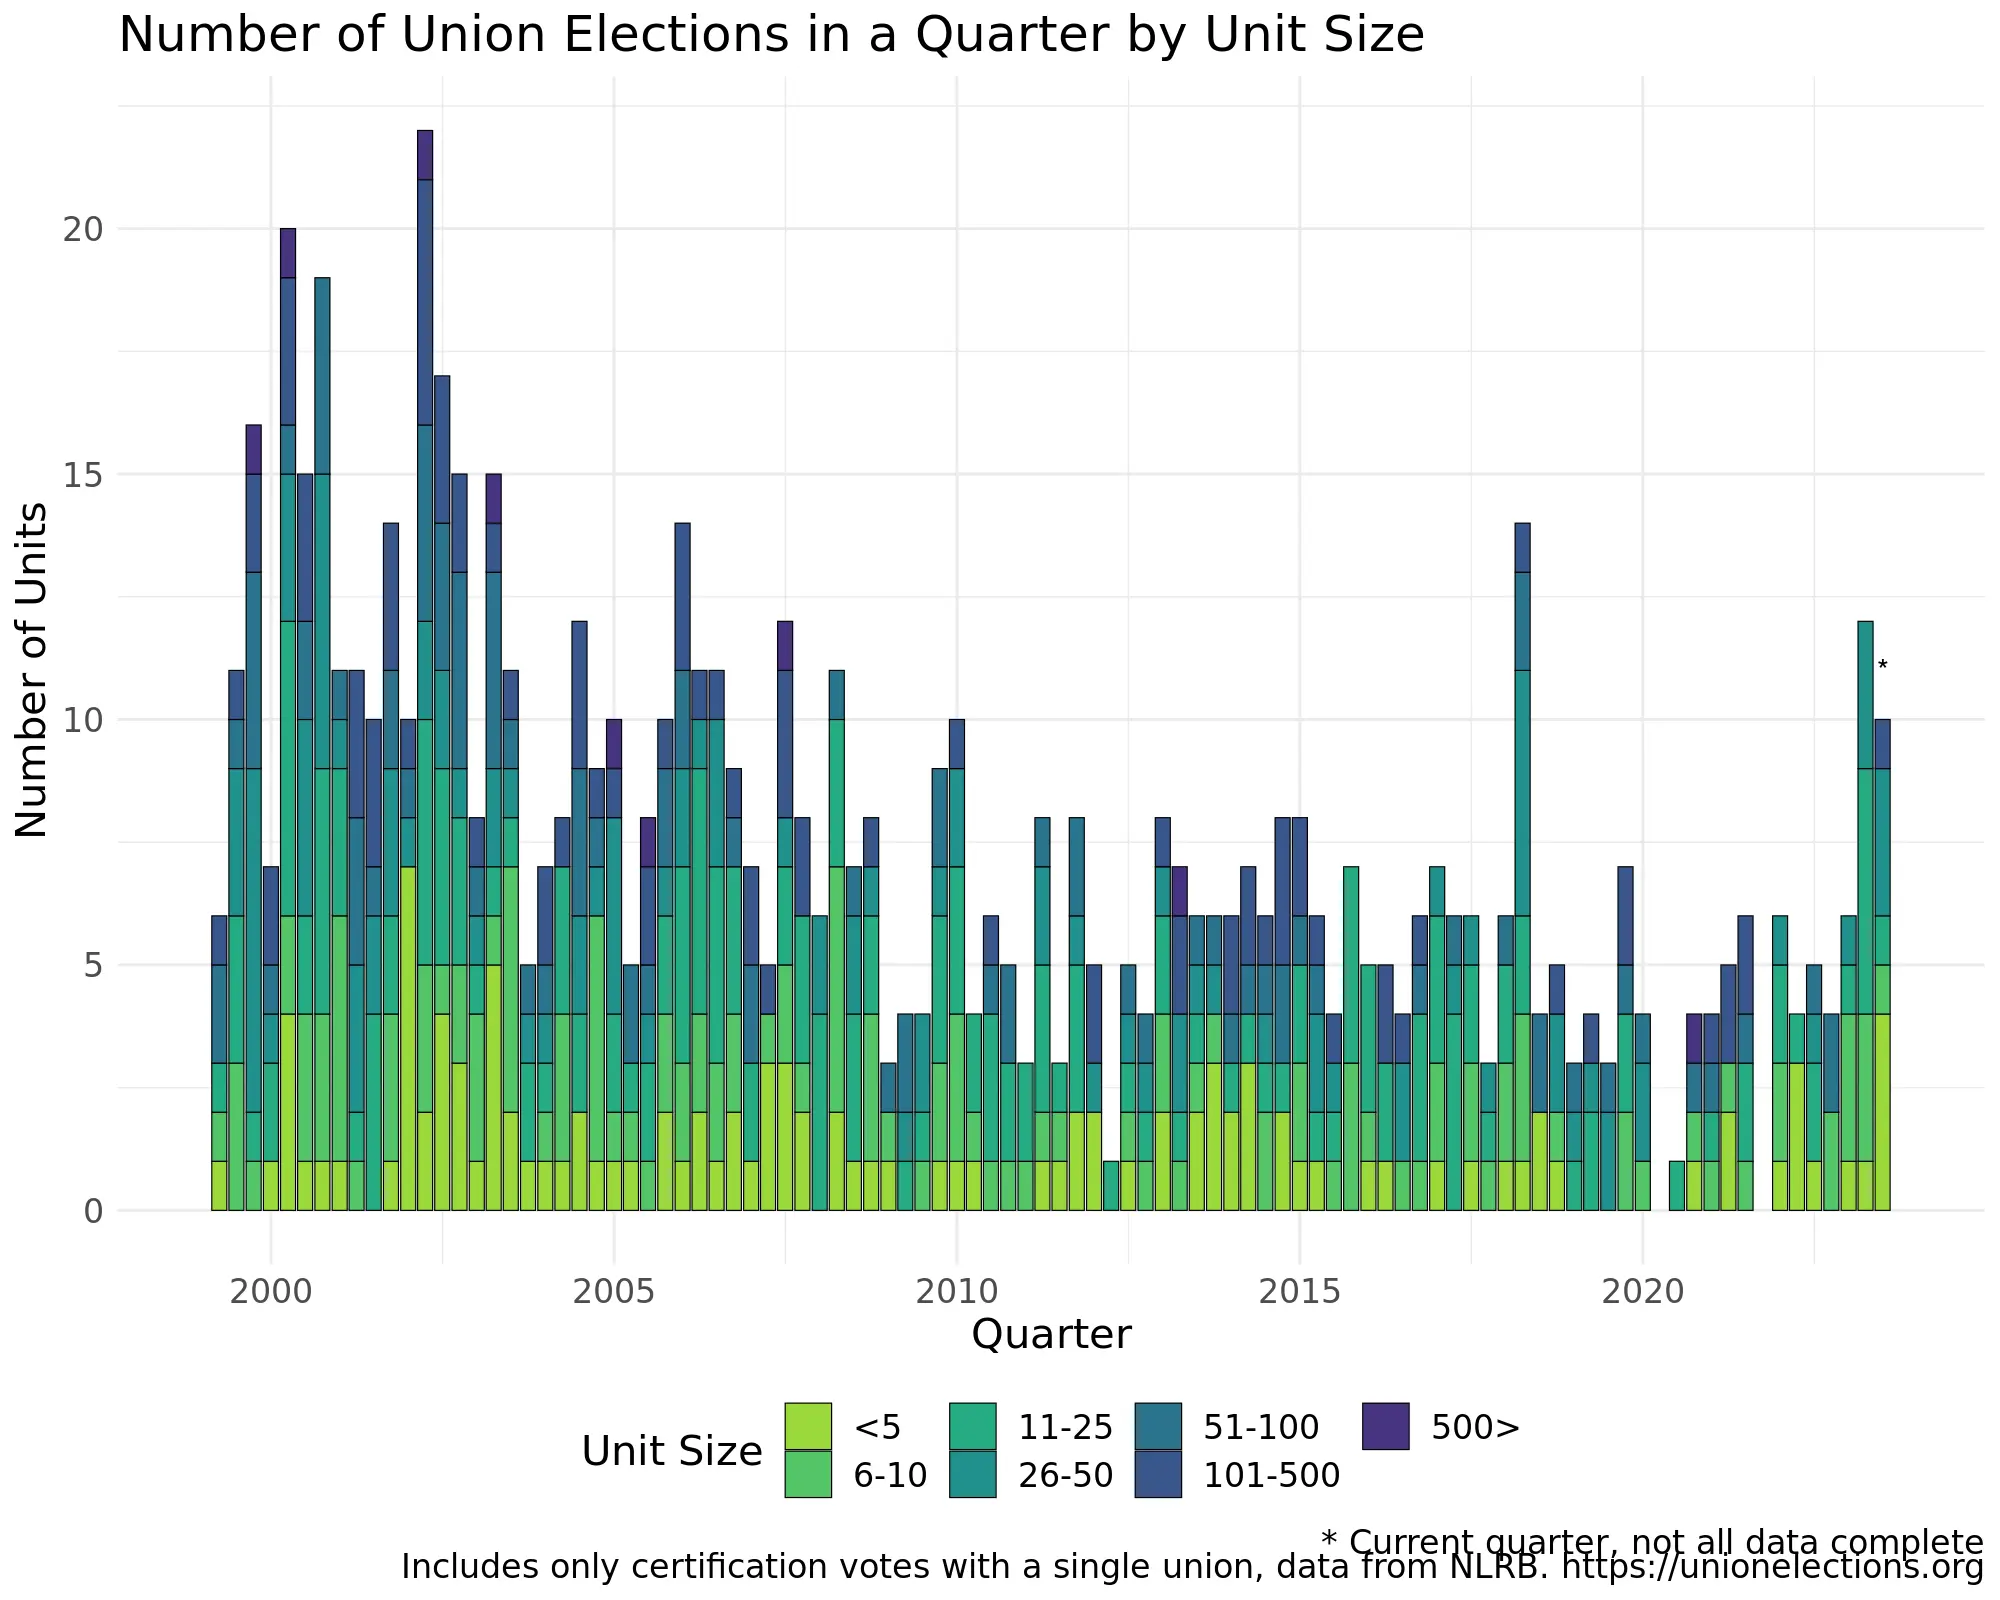 Number of Union Elections in a Quarter by Unit Size
Number of Units
20
15
10
5
0
*
2000 2005 2010 2015 2020
Quarter
Unit Size
<5 11-25 51-100 500>
6-10 26-50 101-500
* Current quarter, not all data complete
Includes only certification votes with a single union, data from NLRB. https://unionelections.org